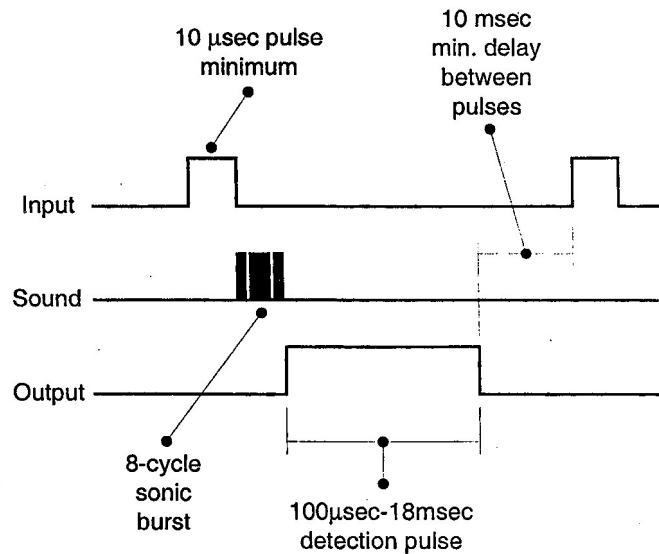 10 μsec pulse
minimum
10 msec
min. delay
between
pulses
Input
Sound
Output
8-cycle
sonic
burst
100μsec-18msec
detection pulse